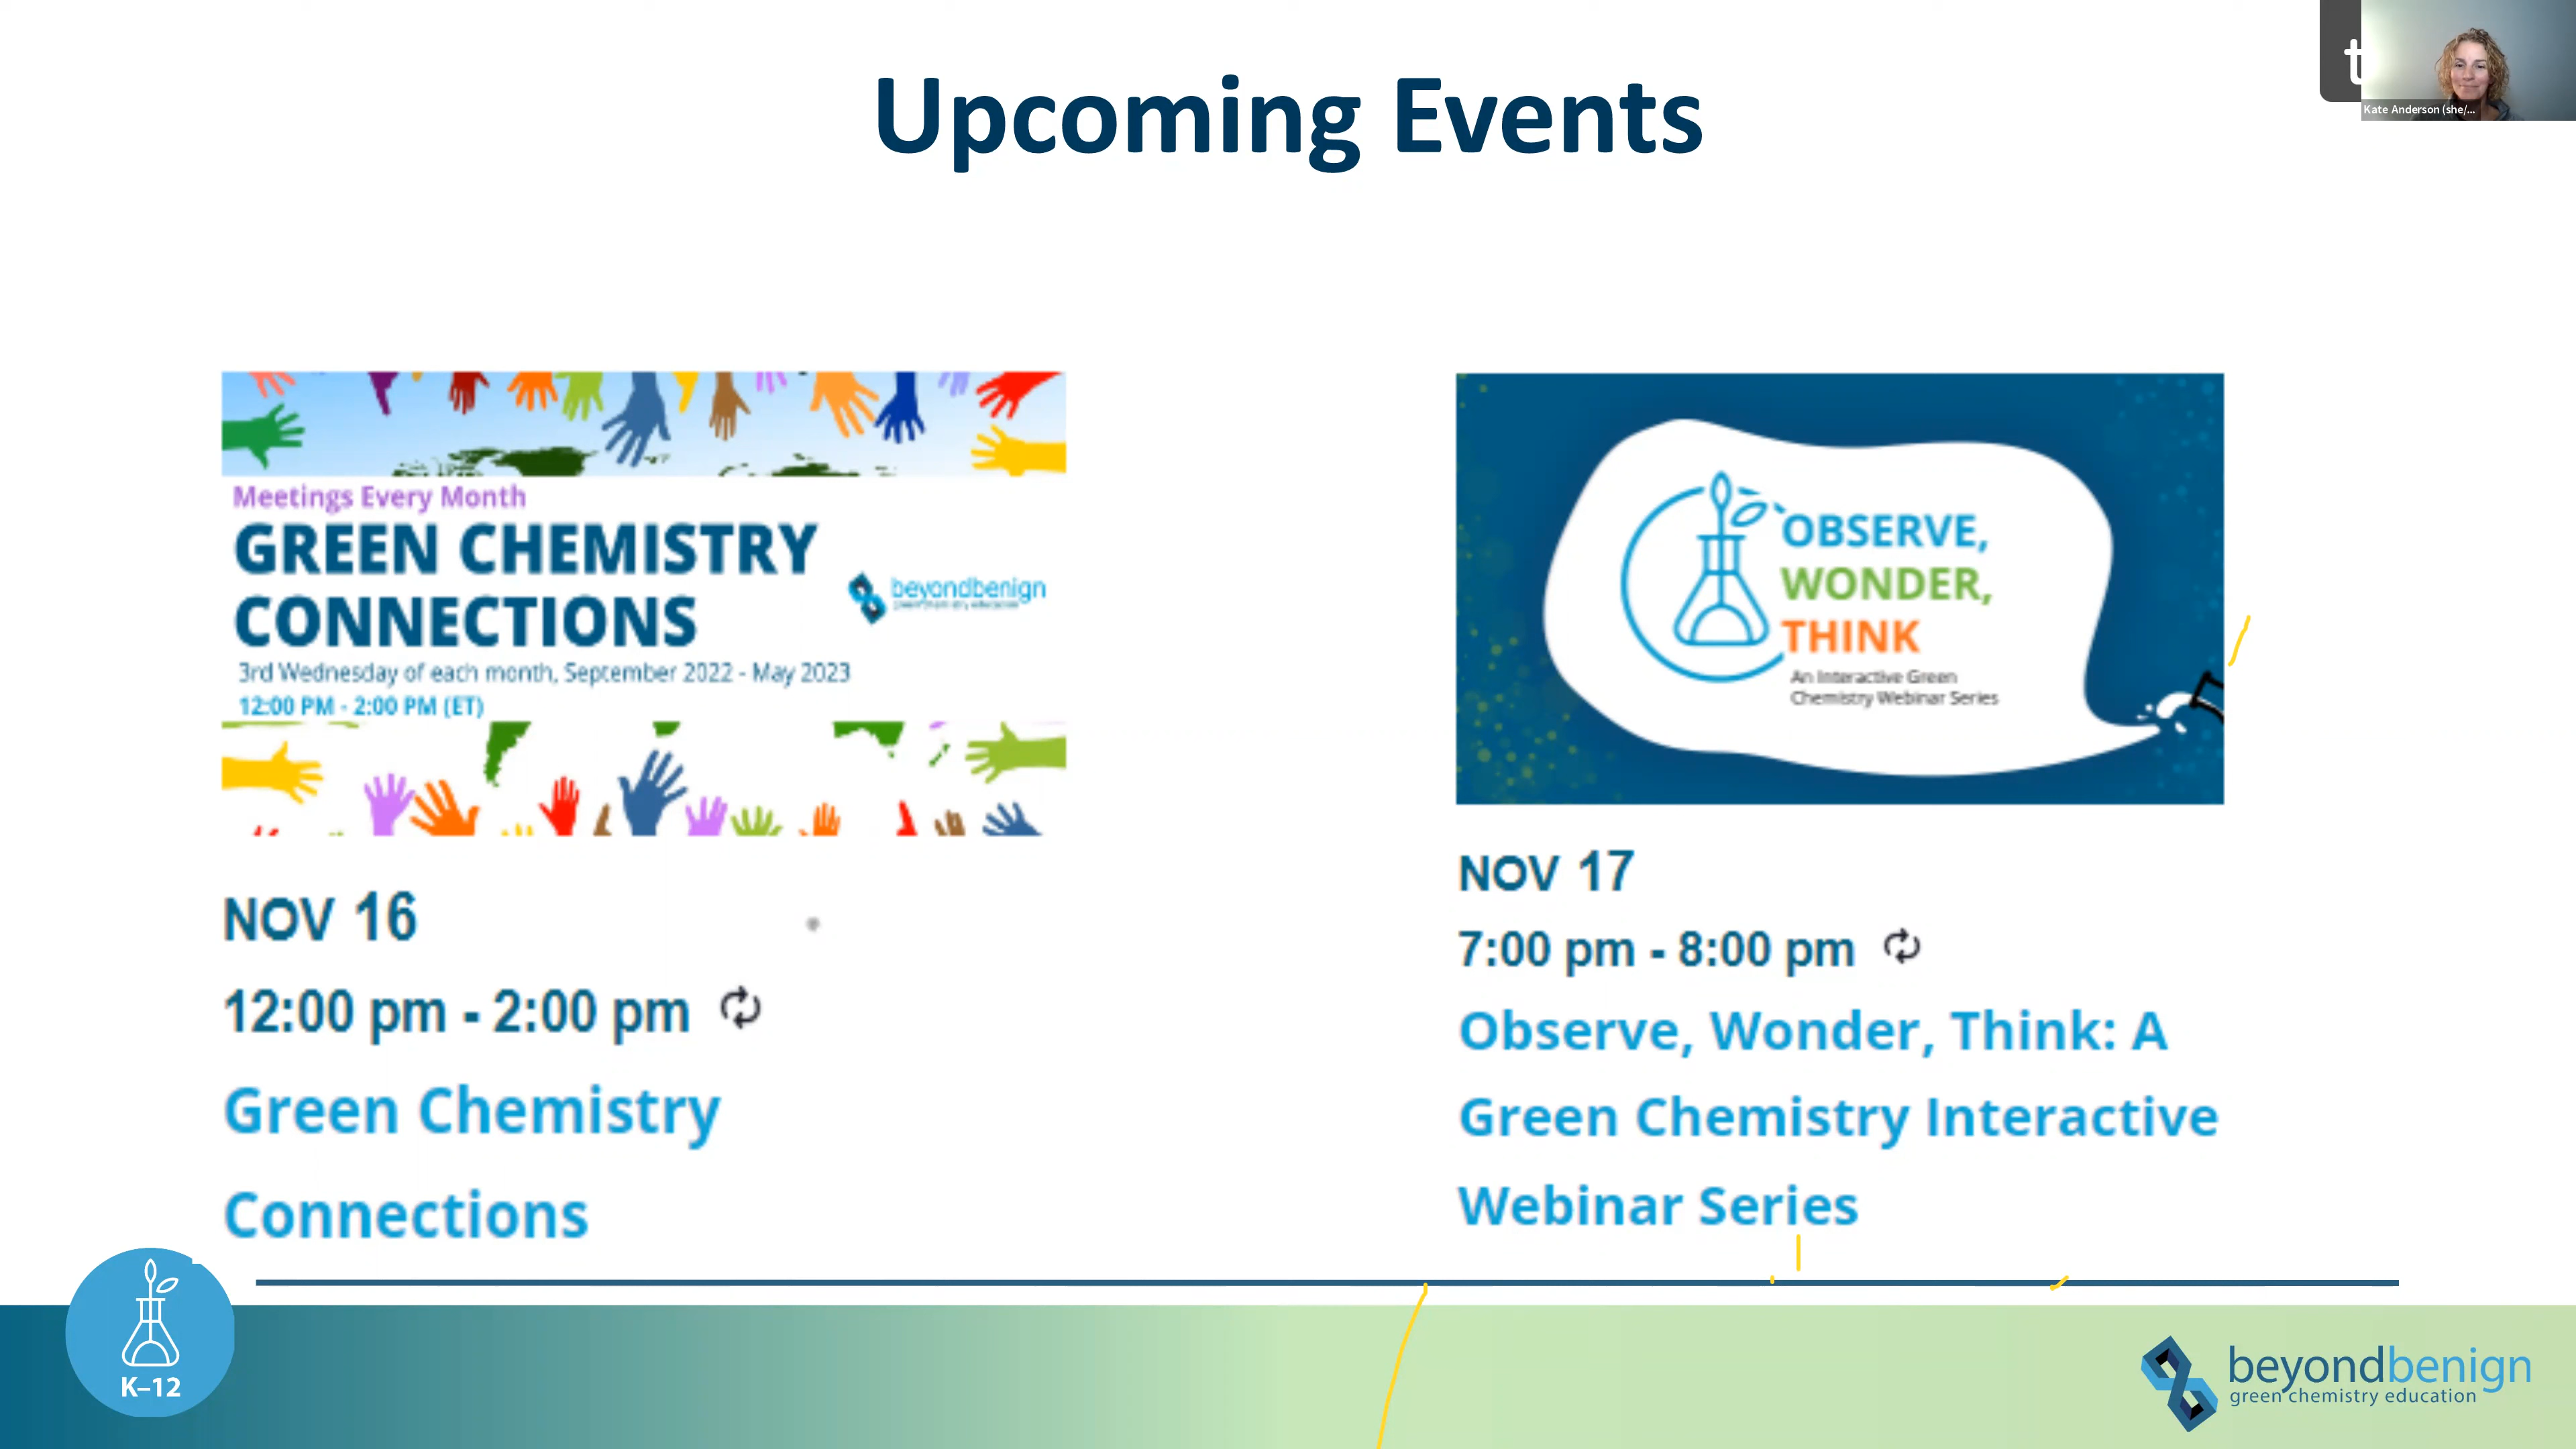 Upcoming Events
t
Kate Anderson (she/...
Meetings Every Month
GREEN CHEMISTRY
CONNECTIONS
beyondbenign
green chemistry education
3rd Wednesday of each month, September 2022 - May 2023
12:00 PM - 2:00 PM (ET)
NOV 16
12:00 pm - 2:00 pm
Green Chemistry
Connections
OBSERVE,
WONDER,
THINK
An Interactive Green
Chemistry Webinar Series
NOV 17
7:00 pm - 8:00 pm
Observe, Wonder, Think: A
Green Chemistry Interactive
Webinar Series
K–12
beyondbenign
green chemistry education